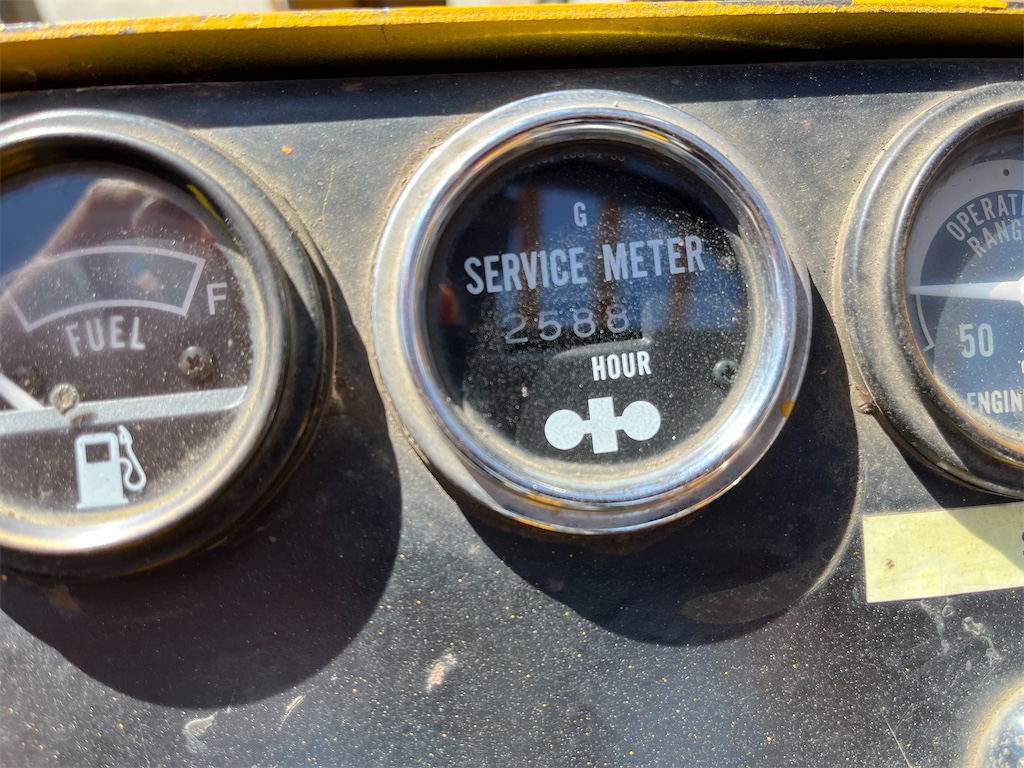 FUEL
F
G
SERVICE METER
2588
HOUR
OPERATI
RANG
50
ENGIN